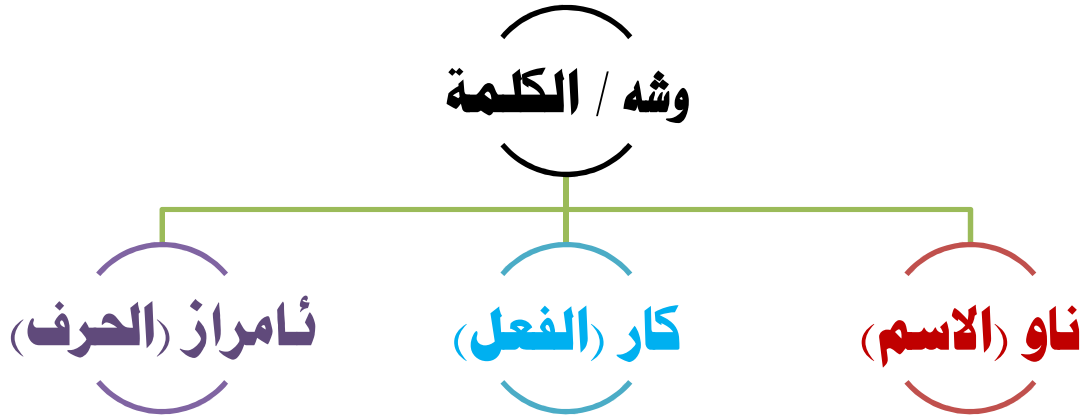 وشه / الكلمة
ناو (الاسم)
كار (الفعل)
ئامراز (الحرف)